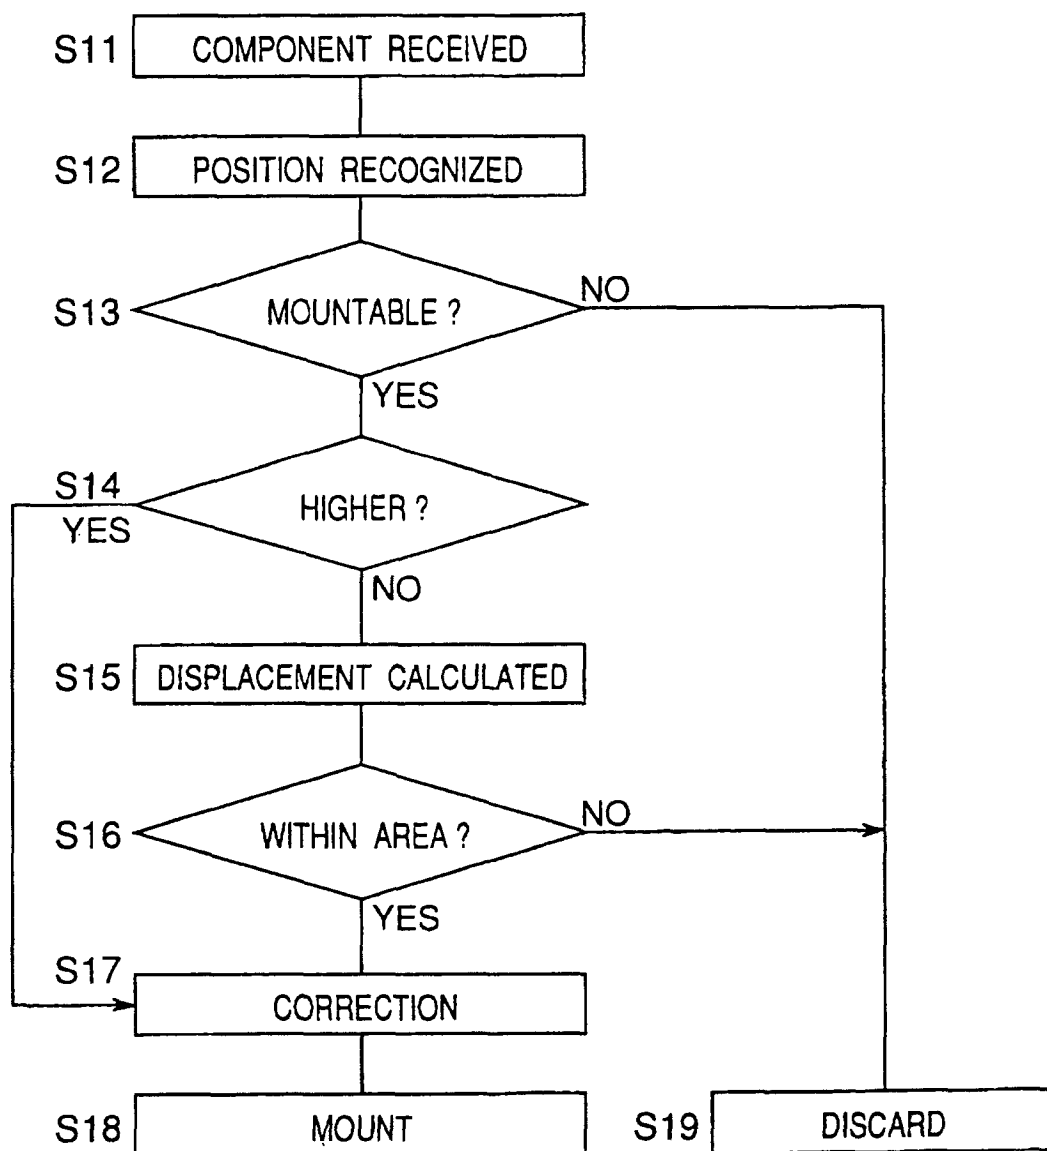 S11 COMPONENT RECEIVED
S12 POSITION RECOGNIZED
S13 MOUNTABLE ? NO
YES
S14 HIGHER ?
YES
NO
S15 DISPLACEMENT CALCULATED
S16 WITHIN AREA ? NO
YES
S17 CORRECTION
S18 MOUNT S19 DISCARD